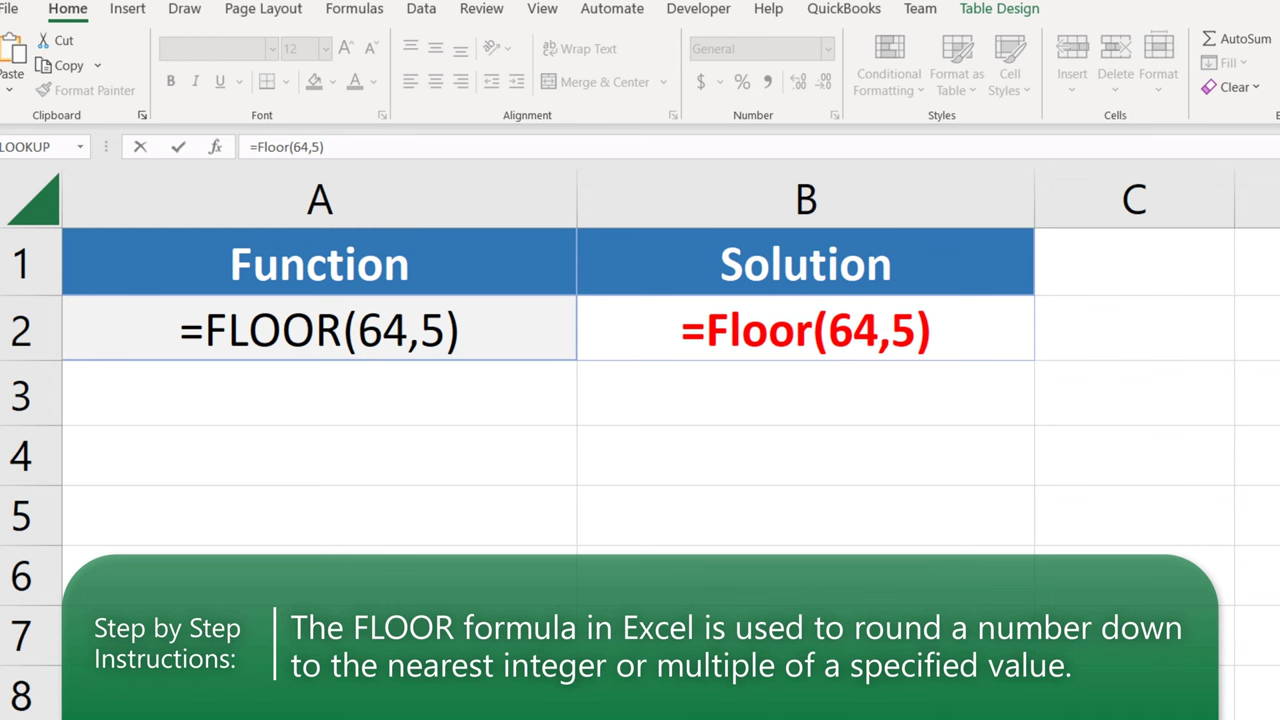 File Home Insert Draw Page Layout Formulas Data Review View Automate Developer Help QuickBooks Team Table Design
Cut
Copy
Paste
Format Painter
Clipboard
12 A A
B I U A
Font
ab Wrap Text
Merge & Center
Alignment
General
$ % 
Number
Conditional Formatting
Format as Table
Cell Styles
Styles
Insert Delete Format
Cells
AutoSum
Fill
Clear
LOOKUP fx =Floor(64,5)
A B C
1 Function Solution
2 =FLOOR(64,5) =Floor(64,5)
3
4
5
6
7
8
Step by Step
Instructions:
The FLOOR formula in Excel is used to round a number down
to the nearest integer or multiple of a specified value.